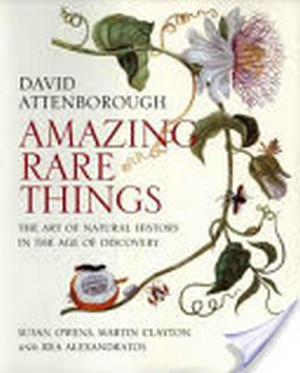 DAVID
ATTENBOROUGH
AMAZING
RARE
THINGS
THE ART OF NATURAL HISTORY
IN THE AGE OF DISCOVERY
SUSAN OWENS, MARTIN CLAYTON
AND REA ALEXANDRATOS